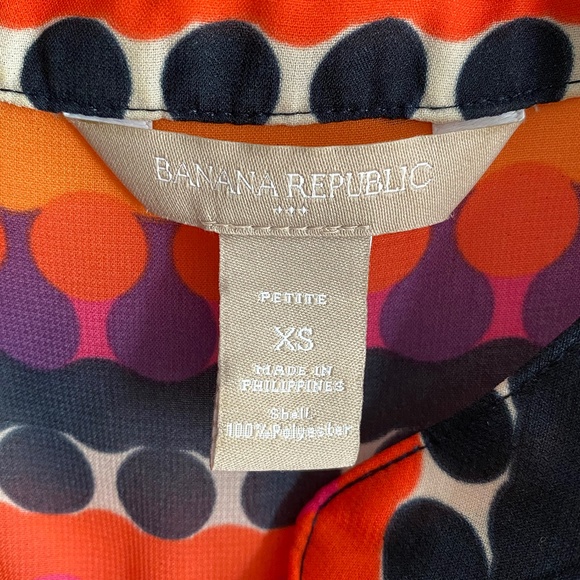 BANANA REPUBLIC
PETITE
XS
MADE IN
PHILIPPINES
Shell:
100% Polyester